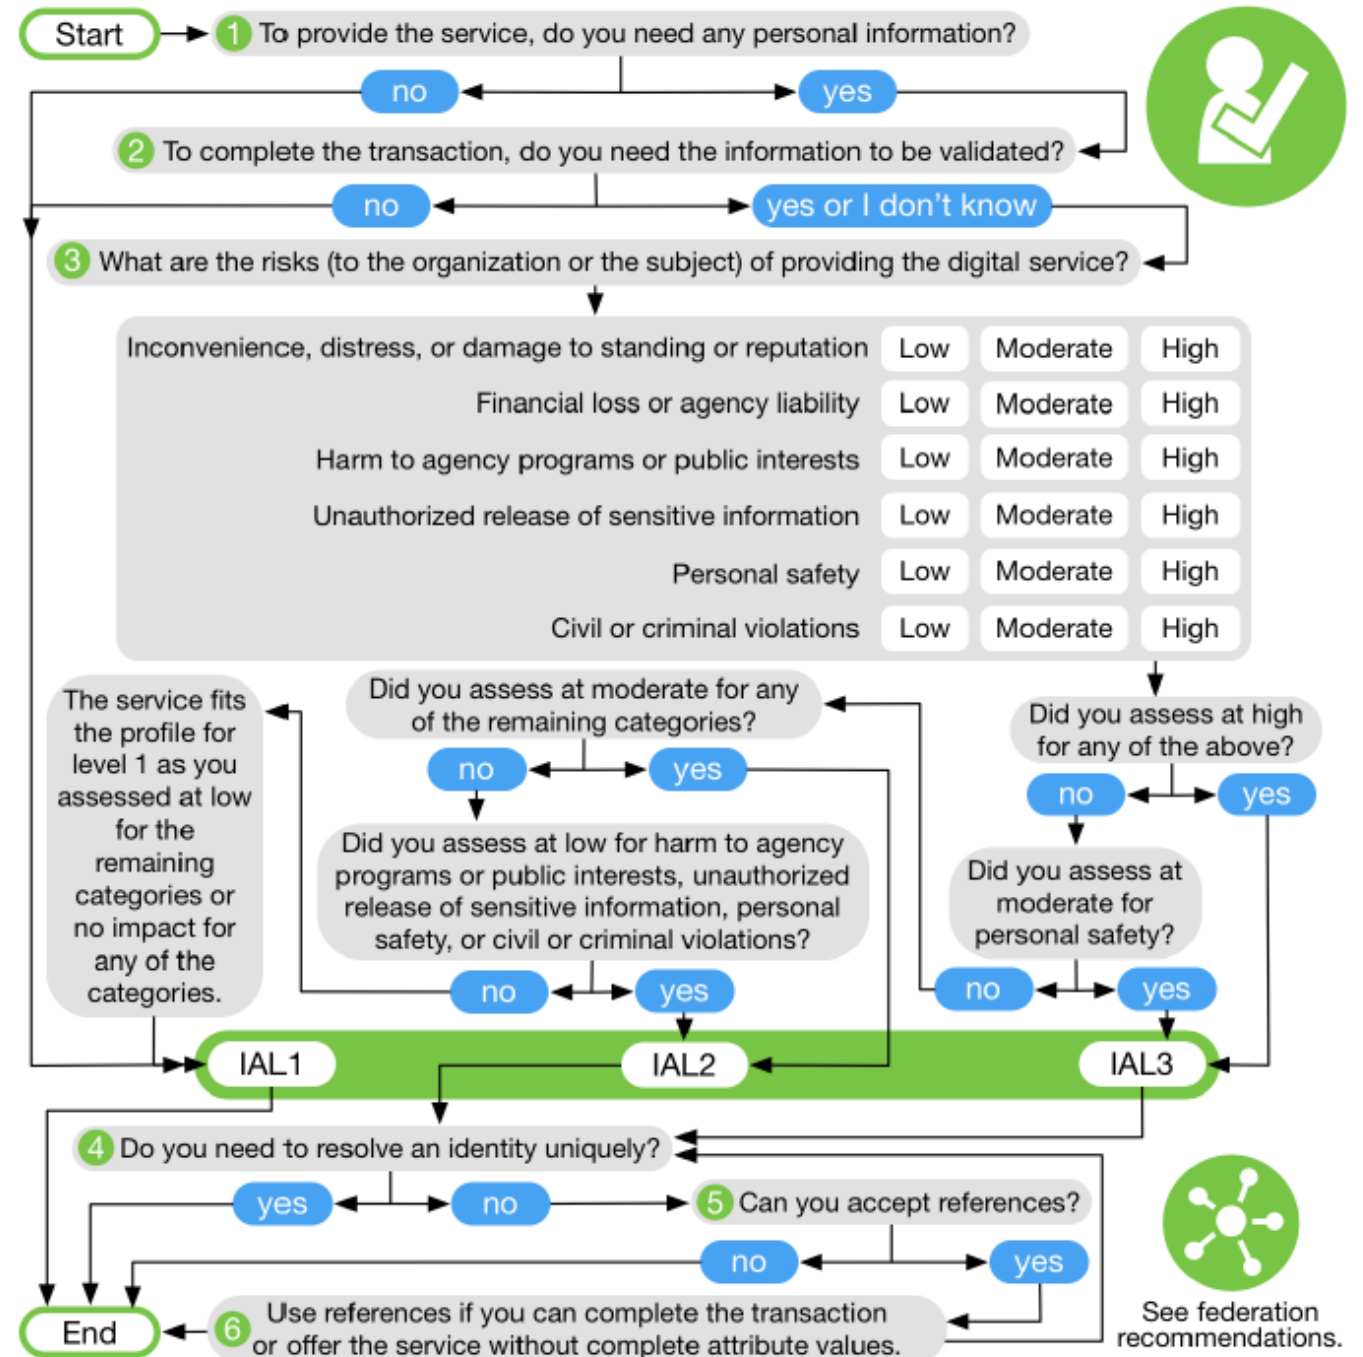 Start
1 To provide the service, do you need any personal information?
no
yes
2 To complete the transaction, do you need the information to be validated?
no
yes or I don't know
3 What are the risks (to the organization or the subject) of providing the digital service?
Inconvenience, distress, or damage to standing or reputation Low Moderate High
Financial loss or agency liability Low Moderate High
Harm to agency programs or public interests Low Moderate High
Unauthorized release of sensitive information Low Moderate High
Personal safety Low Moderate High
Civil or criminal violations Low Moderate High
Did you assess at high
for any of the above?
no
yes
Did you assess at
moderate for
personal safety?
no
yes
Did you assess at moderate for any
of the remaining categories?
no
yes
Did you assess at low for harm to agency
programs or public interests, unauthorized
release of sensitive information, personal
safety, or civil or criminal violations?
no
yes
The service fits
the profile for
level 1 as you
assessed at low
for the
remaining
categories or
no impact for
any of the
categories.
IAL1
IAL2
IAL3
4 Do you need to resolve an identity uniquely?
yes
no
5 Can you accept references?
no
yes
6 Use references if you can complete the transaction
or offer the service without complete attribute values.
End
See federation
recommendations.